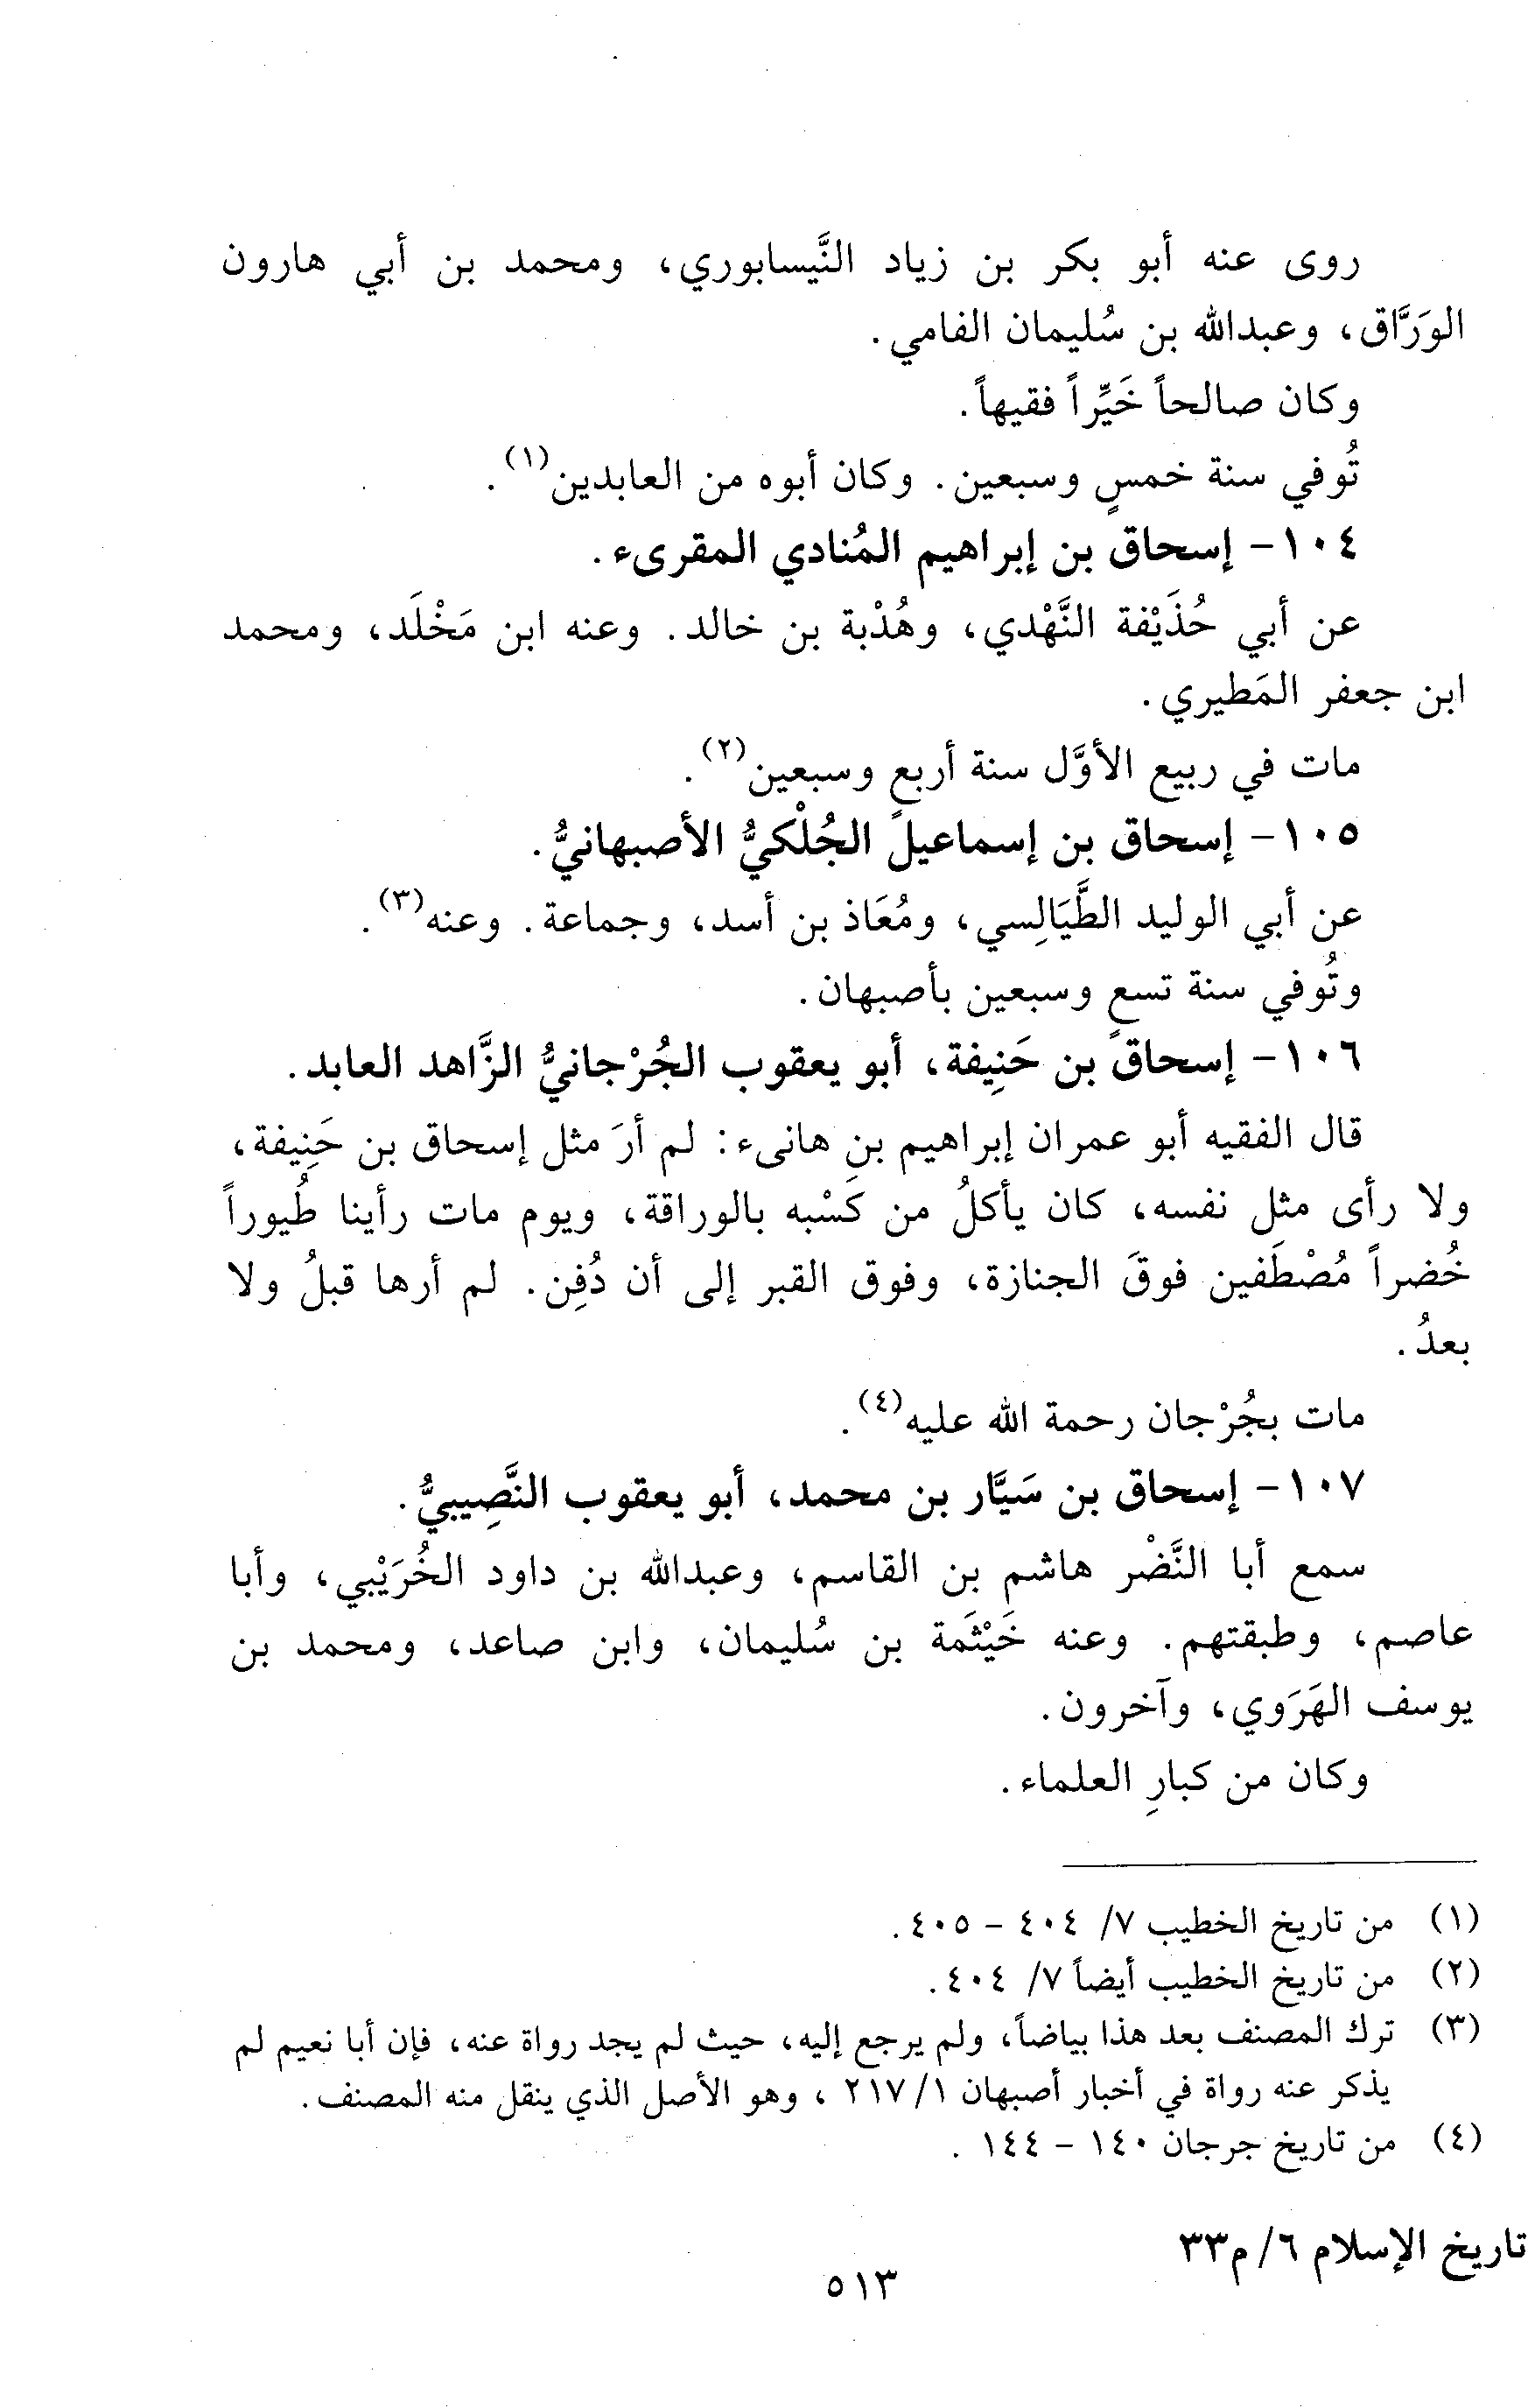 روى عنه أبو بكر بن زياد النَّيسابوري، ومحمد بن أبي هارون
الوَرَّاق، وعبدالله بن سُليمان الفامي.
وكان صالحاً خَيِّراً فقيهاً.
تُوفي سنة خمسٍ وسبعين. وكان أبوه من العابدين(١).
١٠٤- إسحاق بن إبراهيم المُنادي المقرىء.
عن أبي حُذَيْفة النَّهْدي، وهُدْبة بن خالد. وعنه ابن مَخْلَد، ومحمد
ابن جعفر المَطيري.
مات في ربيع الأوَّل سنة أربعٍ وسبعين(٢).
١٠٥- إسحاق بن إسماعيل الجُلْكيُّ الأصبهانيُّ.
عن أبي الوليد الطَّيَالِسي، ومُعَاذ بن أسد، وجماعة. وعنه(٣).
وتُوفي سنة تسعٍ وسبعين بأصبهان.
١٠٦- إسحاق بن حَنِيفة، أبو يعقوب الجُرْجانيُّ الزَّاهد العابد.
قال الفقيه أبو عمران إبراهيم بن هانىء: لم أرَ مثل إسحاق بن حَنِيفة،
ولا رأى مثل نفسه، كان يأكلُ من كَسْبه بالوراقة، ويوم مات رأينا طُيوراً
خُضراً مُصْطَفين فوقَ الجنازة، وفوق القبر إلى أن دُفِن. لم أرها قبلُ ولا
بعدُ.
مات بجُرْجان رحمة الله عليه(٤).
١٠٧- إسحاق بن سَيَّار بن محمد، أبو يعقوب النَّصِيبيُّ.
سمع أبا النَّضْر هاشم بن القاسم، وعبدالله بن داود الخُرَيْبي، وأبا
عاصم، وطبقتهم. وعنه خَيْثَمة بن سُليمان، وابن صاعد، ومحمد بن
يوسف الهَرَوي، وآخرون.
وكان من كبارِ العلماء.
(١) من تاريخ الخطيب ٧/ ٤٠٤ - ٤٠٥.
(٢) من تاريخ الخطيب أيضاً ٧/ ٤٠٤.
(٣) ترك المصنف بعد هذا بياضاً، ولم يرجع إليه، حيث لم يجد رواة عنه، فإن أبا نعيم لم
يذكر عنه رواة في أخبار أصبهان ١/ ٢١٧، وهو الأصل الذي ينقل منه المصنف.
(٤) من تاريخ جرجان ١٤٠ - ١٤٤.
تاريخ الإسلام ٦/ م٣٣
٥١٣